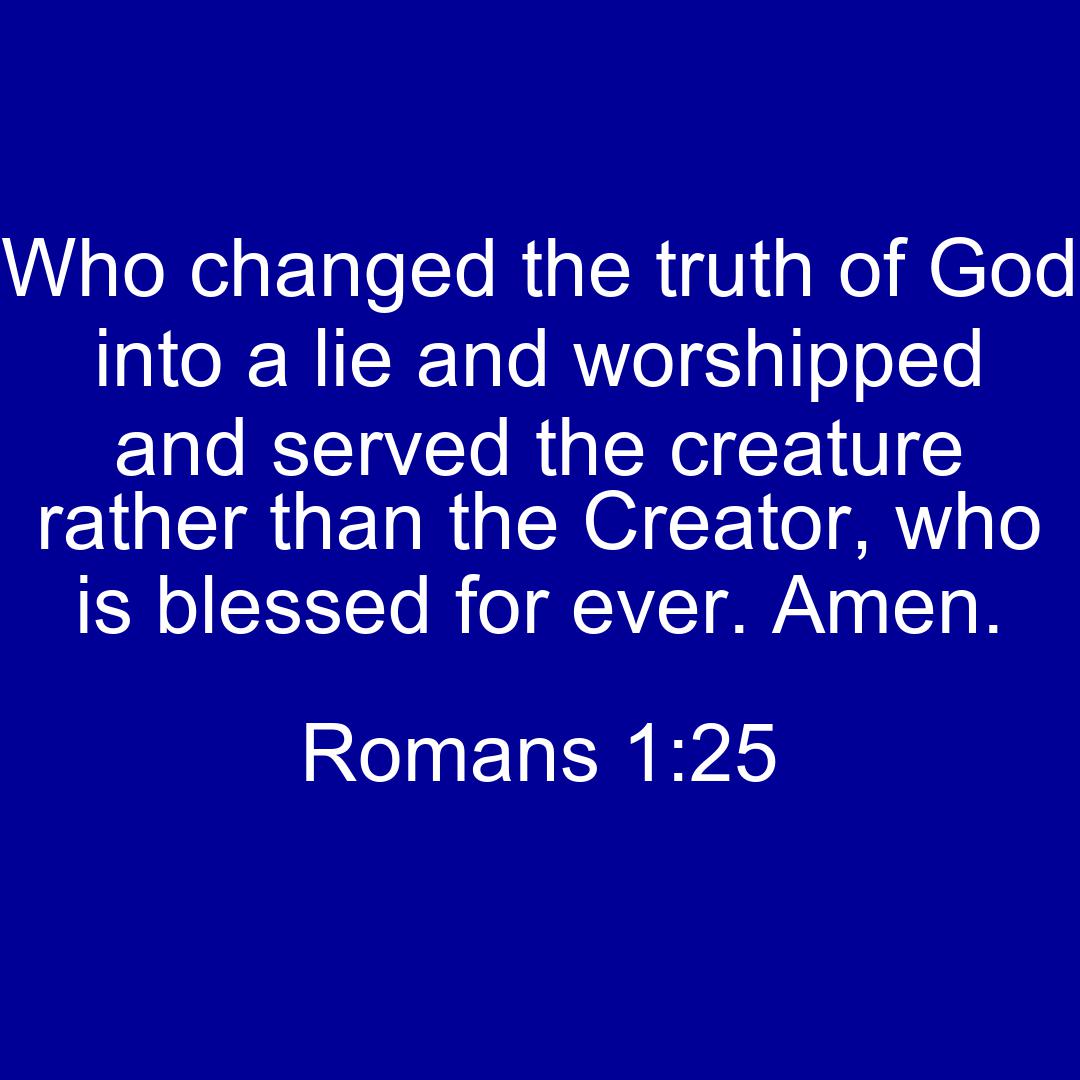 Who changed the truth of God
into a lie and worshipped
and served the creature
rather than the Creator, who
is blessed for ever. Amen.
Romans 1:25